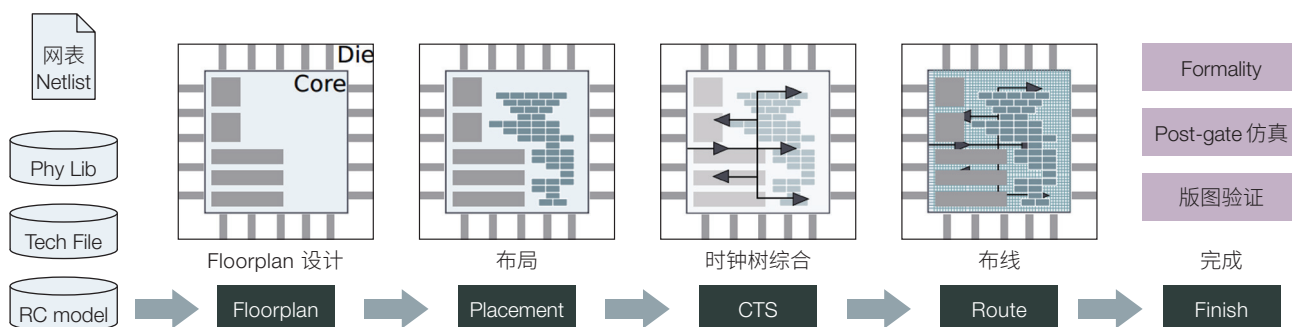 网表
Netlist
Phy Lib
Tech File
RC model
Die
Core
Floorplan 设计
Floorplan
布局
Placement
时钟树综合
CTS
布线
Route
Formality
Post-gate 仿真
版图验证
完成
Finish